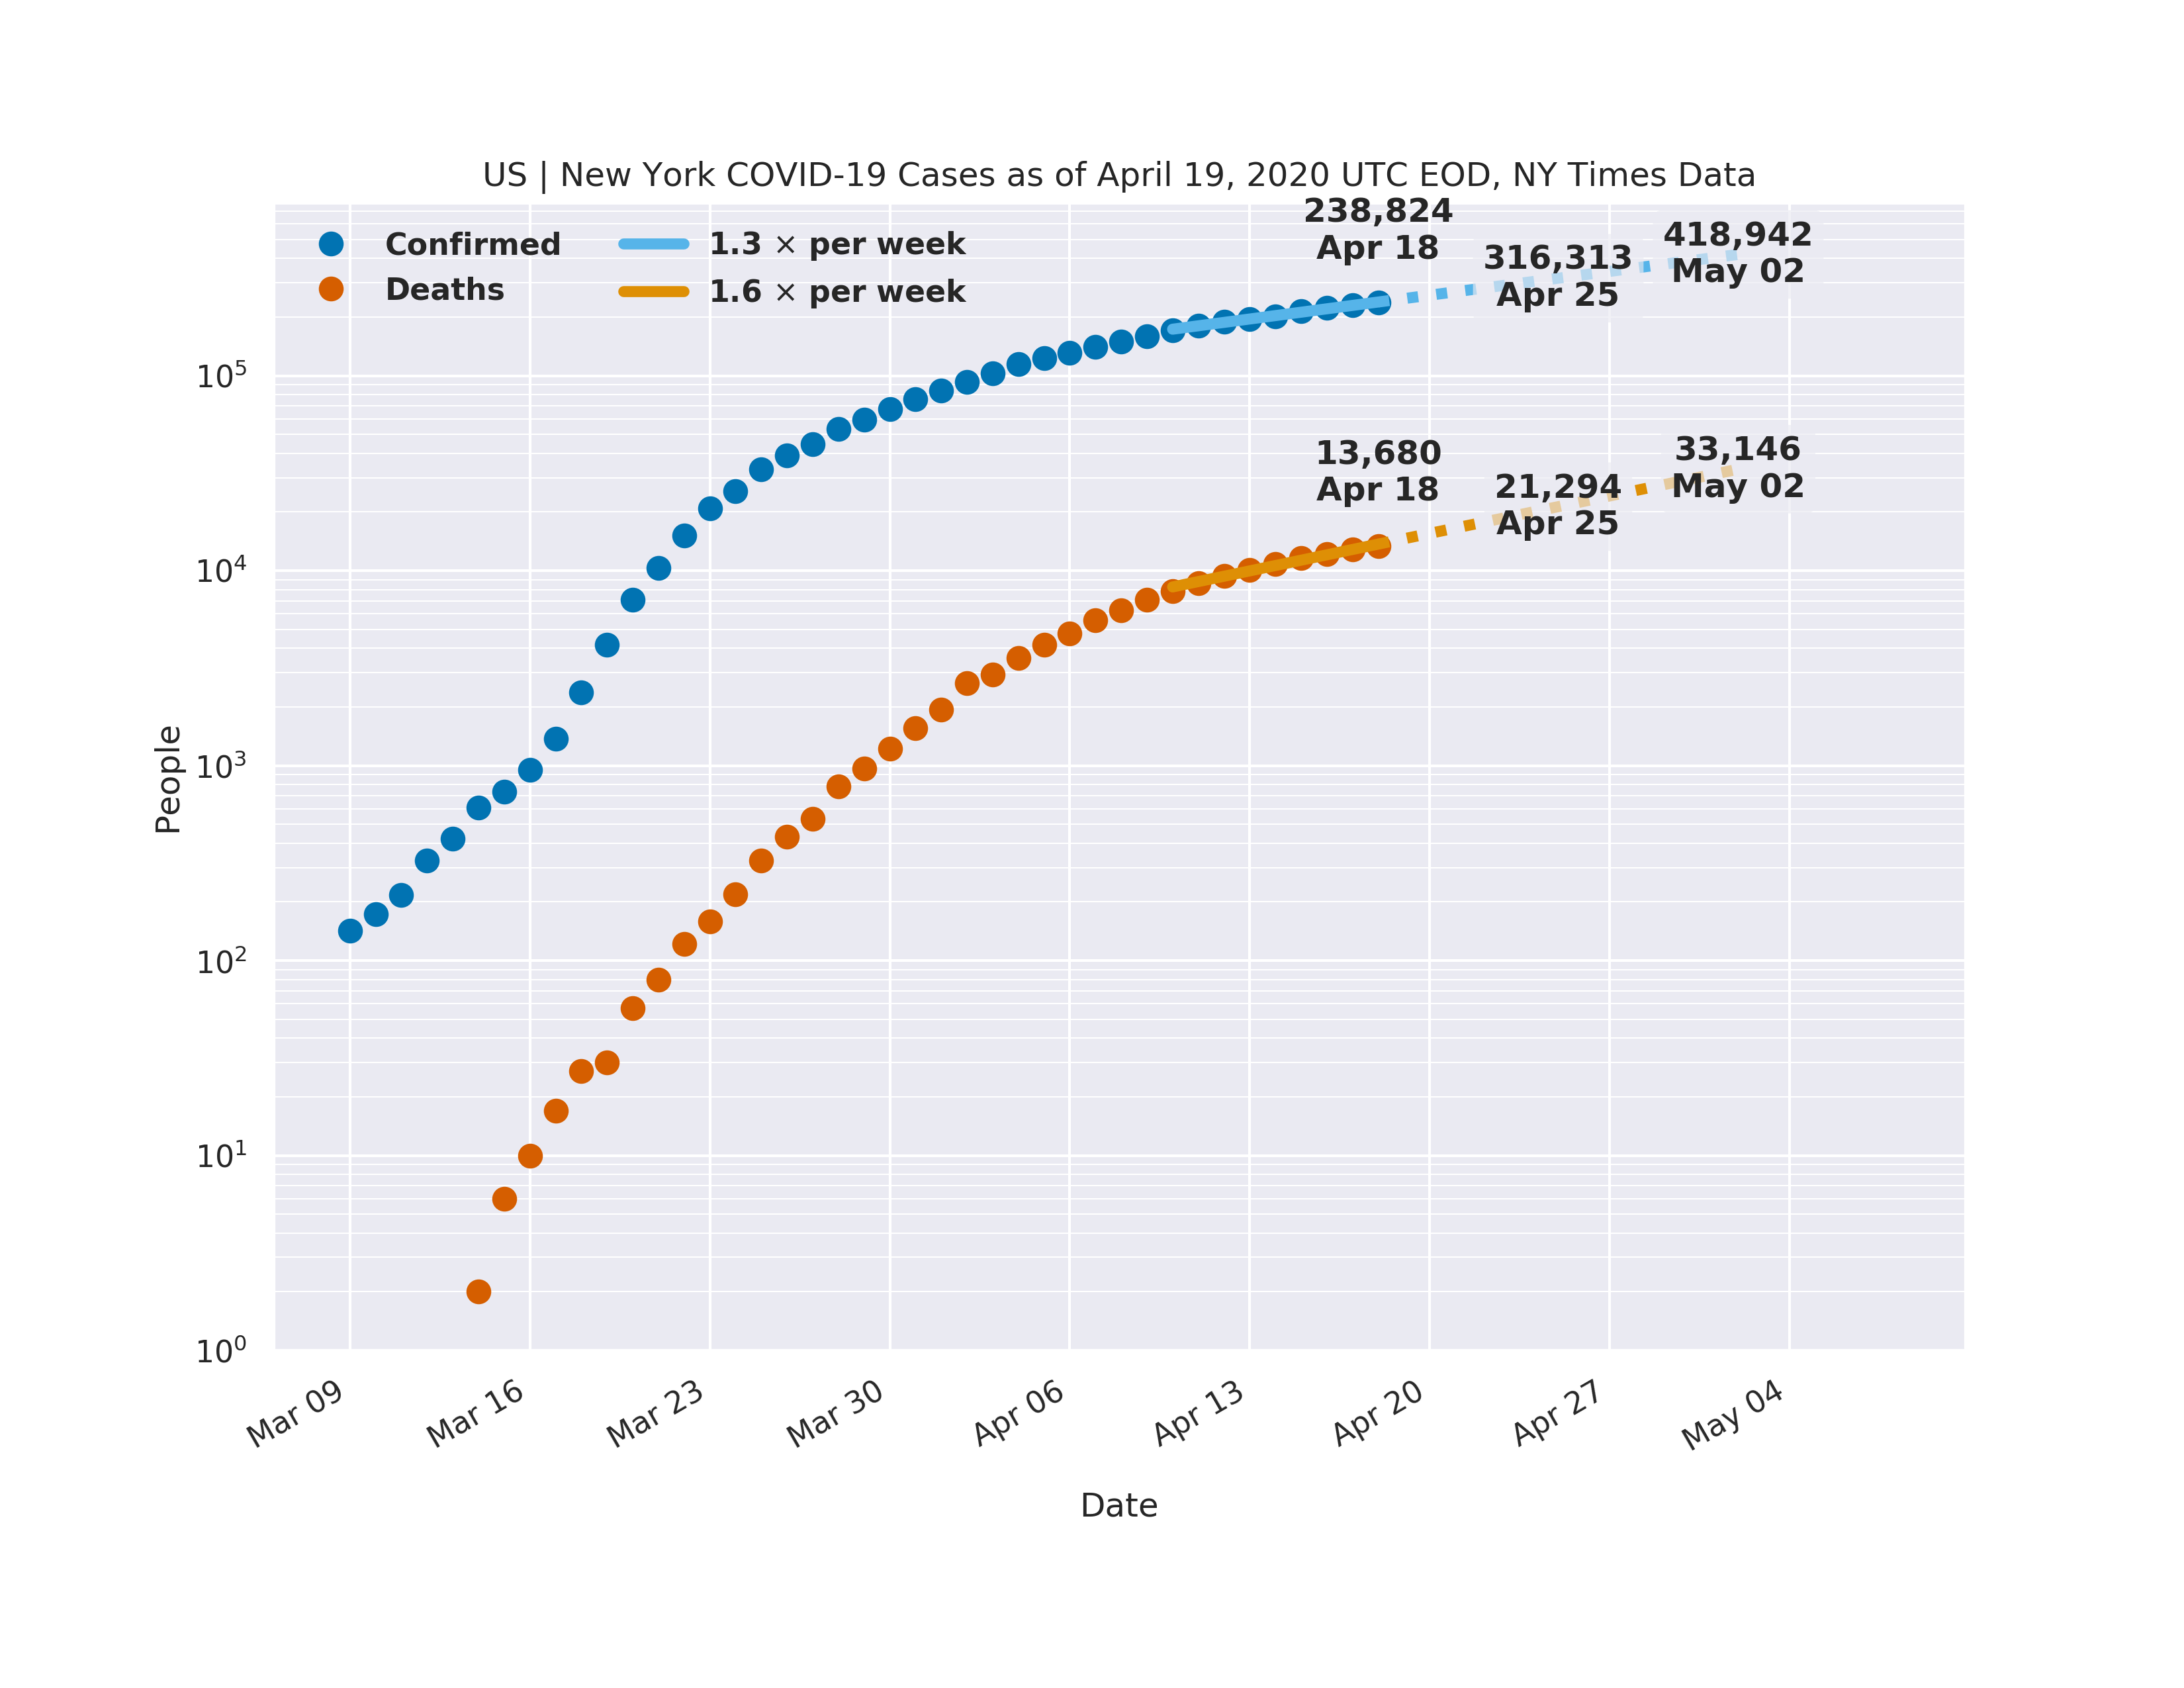 US | New York COVID-19 Cases as of April 19, 2020 UTC EOD, NY Times Data
Confirmed
Deaths
1.3 × per week
1.6 × per week
238,824
Apr 18
316,313
Apr 25
418,942
May 02
13,680
Apr 18
21,294
Apr 25
33,146
May 02
People
10⁵
10⁴
10³
10²
10¹
10⁰
Mar 09
Mar 16
Mar 23
Mar 30
Apr 06
Apr 13
Apr 20
Apr 27
May 04
Date